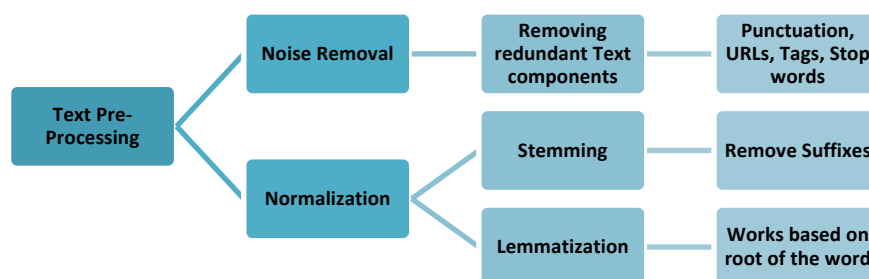 Text Pre-
Processing
Noise Removal
Removing
redundant Text
components
Punctuation,
URLs, Tags, Stop
words
Normalization
Stemming
Remove Suffixes
Lemmatization
Works based on
root of the word